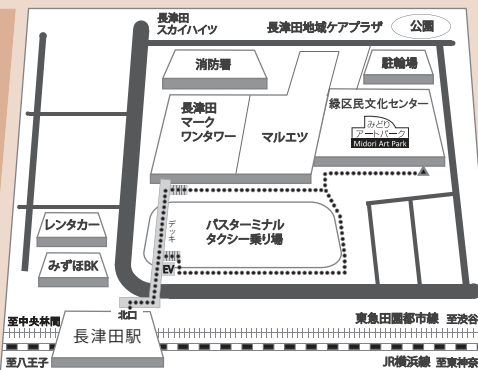 長津田
スカイハイツ
長津田地域ケアプラザ
公園
消防署
駐輪場
長津田
マーク
ワンタワー
マルエツ
緑区民文化センター
みどり
アートパーク
Midori Art Park
デッキ
バスターミナル
タクシー乗り場
レンタカー
みずほBK
EV
北口
至中央林間
東急田園都市線 至渋谷
長津田駅
至八王子
JR横浜線 至東神奈